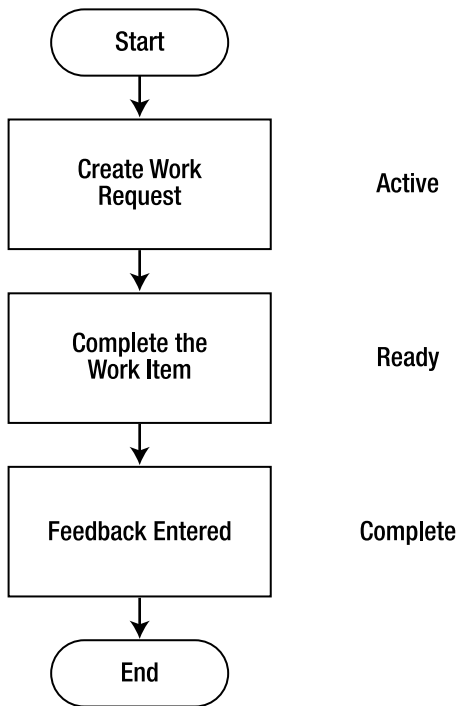 Start
Create Work
Request
Active
Complete the
Work Item
Ready
Feedback Entered
Complete
End